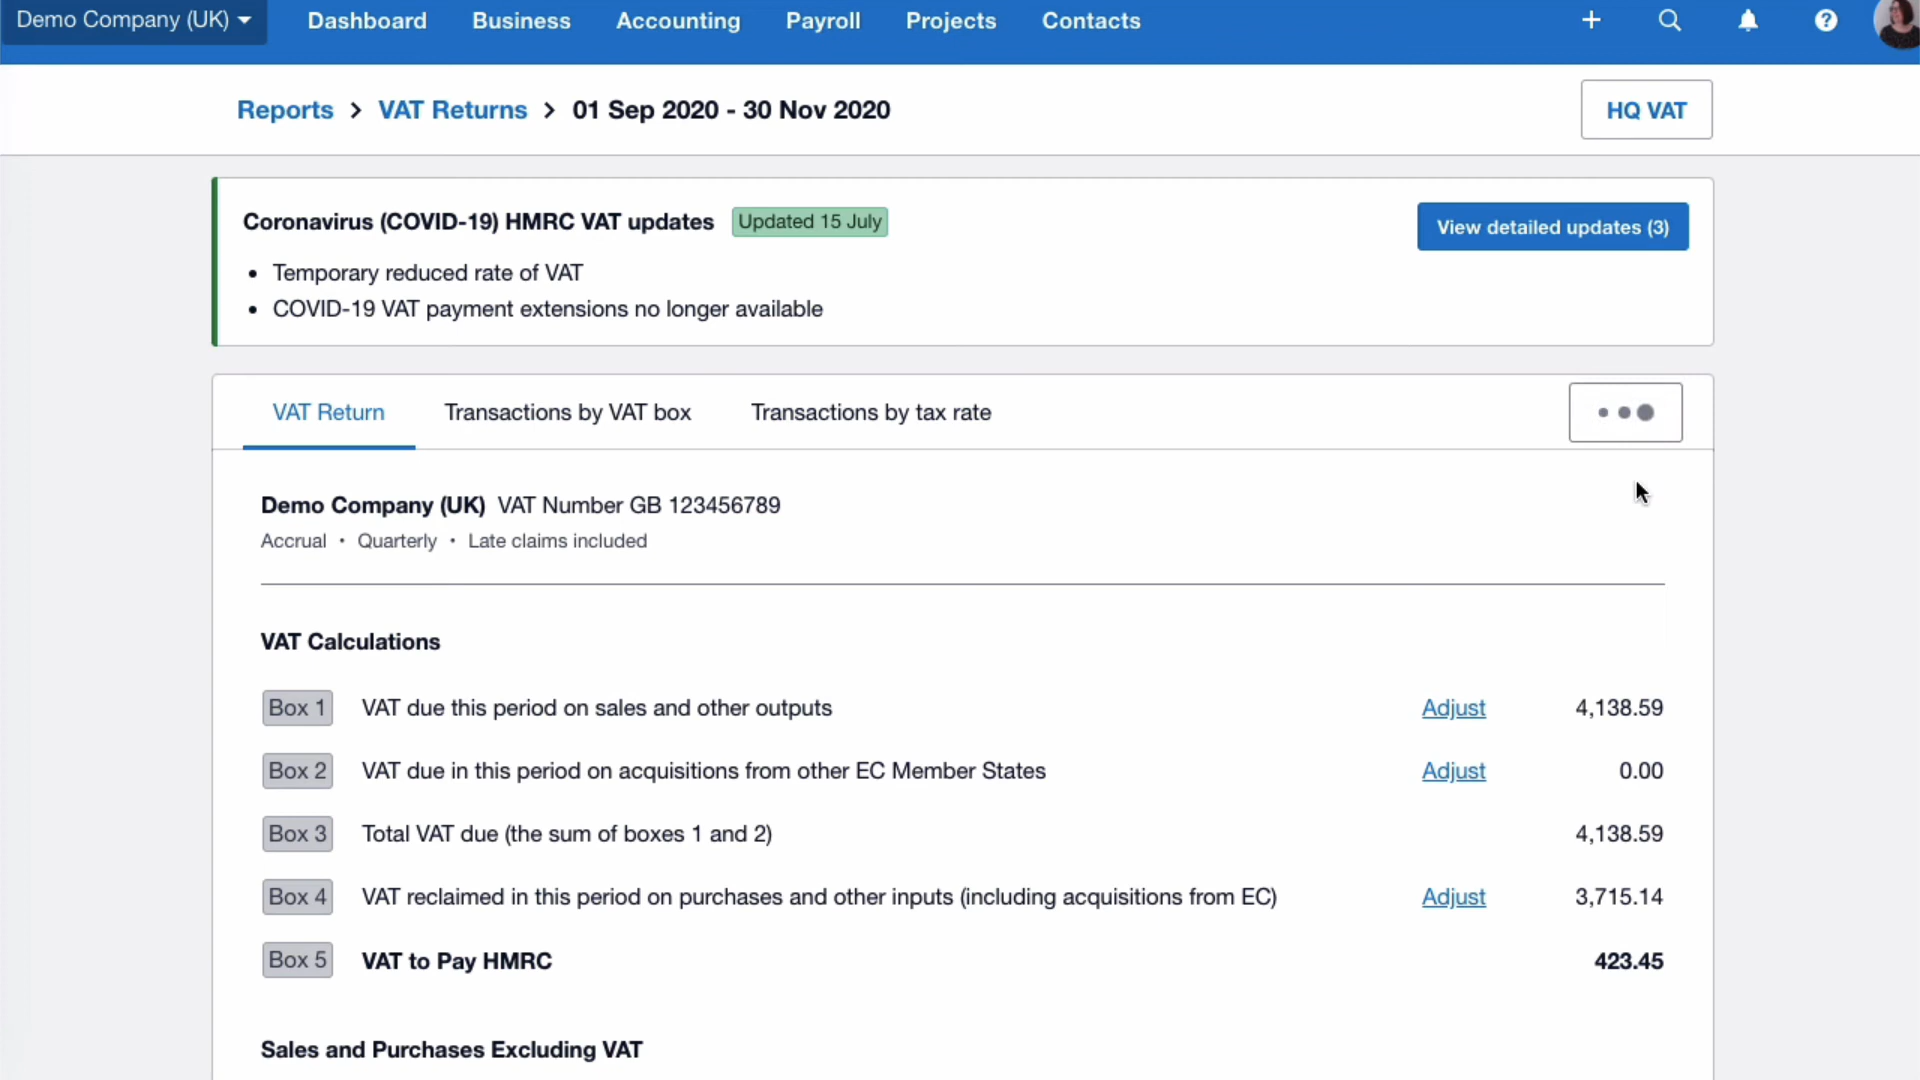 Demo Company (UK)
Dashboard
Business
Accounting
Payroll
Projects
Contacts
Reports > VAT Returns > 01 Sep 2020 - 30 Nov 2020
HQ VAT
Coronavirus (COVID-19) HMRC VAT updates
Updated 15 July
View detailed updates (3)
• Temporary reduced rate of VAT
• COVID-19 VAT payment extensions no longer available
VAT Return
Transactions by VAT box
Transactions by tax rate
Demo Company (UK) VAT Number GB 123456789
Accrual • Quarterly • Late claims included
VAT Calculations
Box 1 VAT due this period on sales and other outputs Adjust 4,138.59
Box 2 VAT due in this period on acquisitions from other EC Member States Adjust 0.00
Box 3 Total VAT due (the sum of boxes 1 and 2) 4,138.59
Box 4 VAT reclaimed in this period on purchases and other inputs (including acquisitions from EC) Adjust 3,715.14
Box 5 VAT to Pay HMRC 423.45
Sales and Purchases Excluding VAT